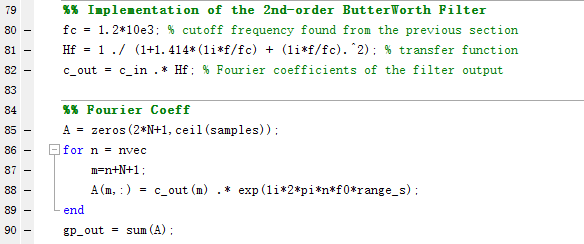 79 %% Implementation of the 2nd-order ButterWorth Filter
80 – fc = 1.2*10e3; % cutoff frequency found from the previous section
81 – Hf = 1 ./ (1+1.414*(1i*f/fc) + (1i*f/fc).^2); % transfer function
82 – c_out = c_in .* Hf; % Fourier coefficients of the filter output
83
84 %% Fourier Coeff
85 – A = zeros(2*N+1,ceil(samples));
86 – for n = nvec
87 – m=n+N+1;
88 – A(m,:) = c_out(m) .* exp(1i*2*pi*n*f0*range_s);
89 – end
90 – gp_out = sum(A);